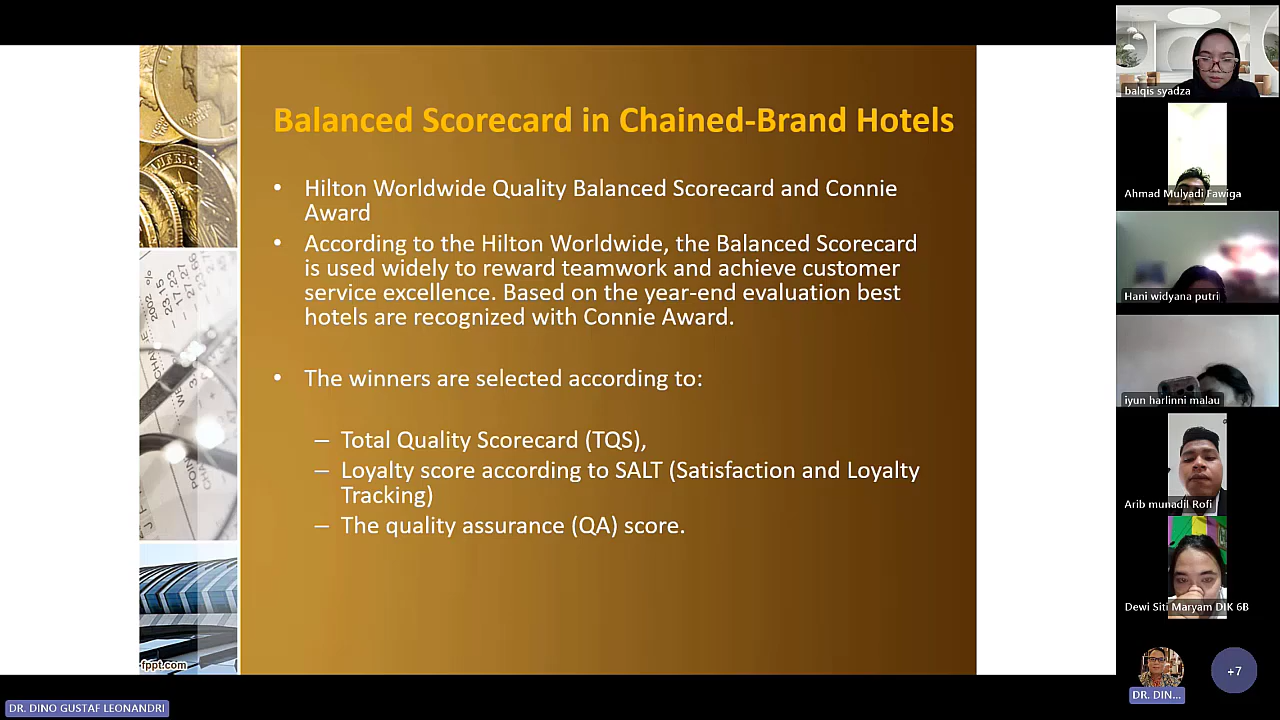 Balanced Scorecard in Chained-Brand Hotels
• Hilton Worldwide Quality Balanced Scorecard and Connie
Award
• According to the Hilton Worldwide, the Balanced Scorecard
is used widely to reward teamwork and achieve customer
service excellence. Based on the year-end evaluation best
hotels are recognized with Connie Award.
• The winners are selected according to:
– Total Quality Scorecard (TQS),
– Loyalty score according to SALT (Satisfaction and Loyalty
Tracking)
– The quality assurance (QA) score.
fppt.com
DR. DINO GUSTAF LEONANDRI
balqis syadza
Ahmad Mulyadi Fawiga
Hani widyana putri
iyun harlinni malau
Arib munadil Rofi
Dewi Siti Maryam DIK 6B
DR. DIN...
+7